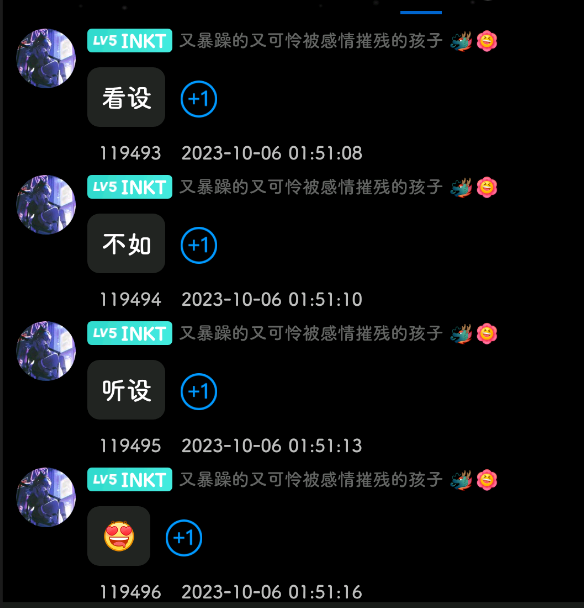 LV5 INKT 又暴躁的又可怜被感情摧残的孩子
看设 +1
119493 2023-10-06 01:51:08
LV5 INKT 又暴躁的又可怜被感情摧残的孩子
不如 +1
119494 2023-10-06 01:51:10
LV5 INKT 又暴躁的又可怜被感情摧残的孩子
听设 +1
119495 2023-10-06 01:51:13
LV5 INKT 又暴躁的又可怜被感情摧残的孩子
+1
119496 2023-10-06 01:51:16